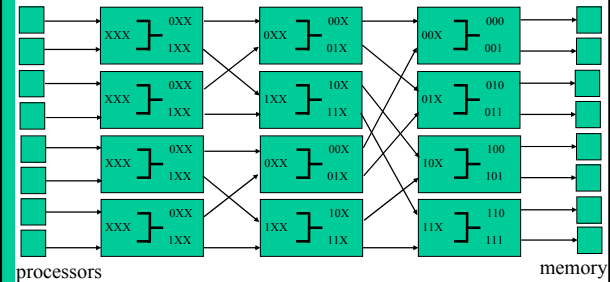 XXX 0XX 1XX
0XX 00X 01X
00X 000 001
XXX 0XX 1XX
1XX 10X 11X
01X 010 011
XXX 0XX 1XX
0XX 00X 01X
10X 100 101
XXX 0XX 1XX
1XX 10X 11X
11X 110 111
processors
memory